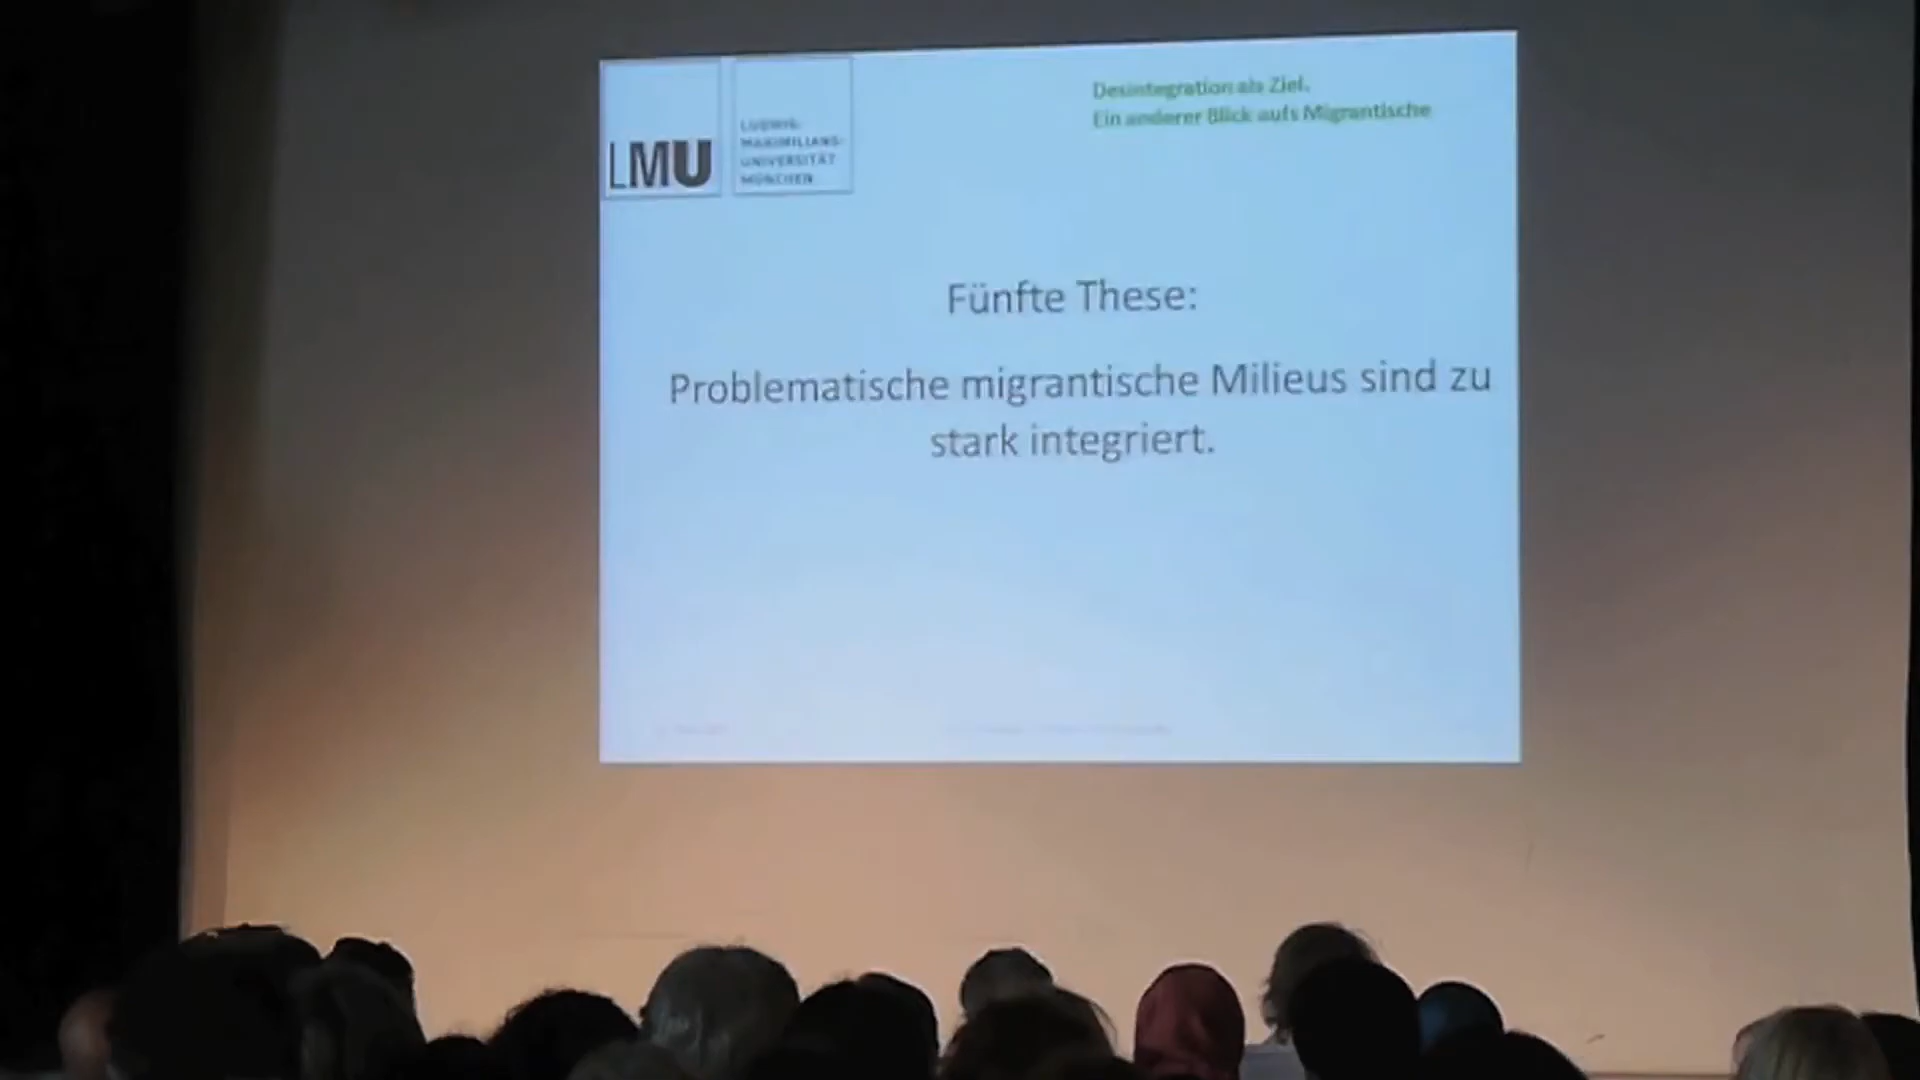 LMU
LUDWIG-
MAXIMILIANS-
UNIVERSITÄT
MÜNCHEN
Desintegration als Ziel.
Ein anderer Blick aufs Migrantische
Fünfte These:
Problematische migrantische Milieus sind zu
stark integriert.